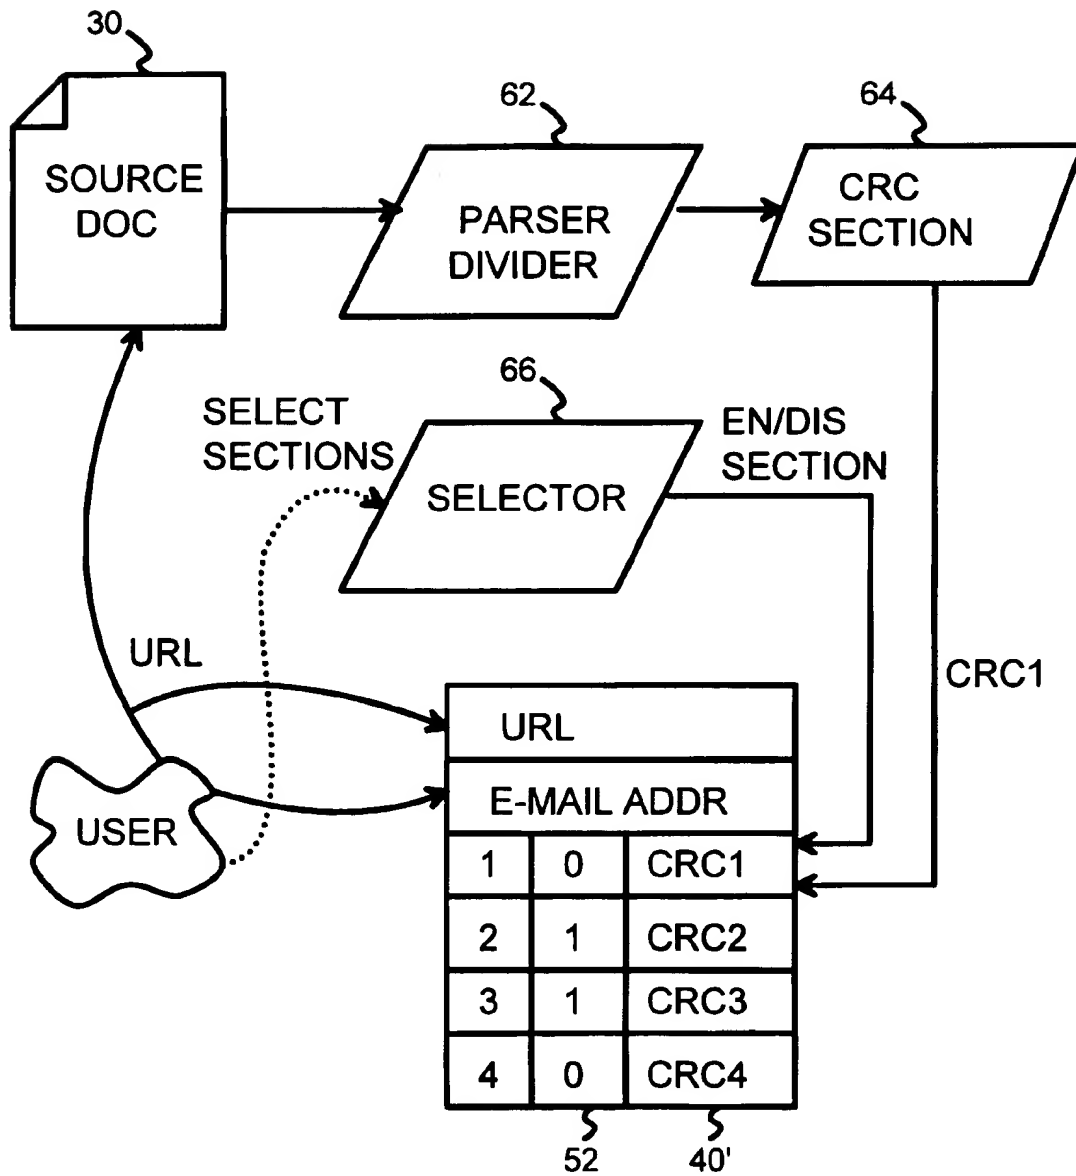 30
62
64
SOURCE
DOC
PARSER
DIVIDER
CRC
SECTION
66
SELECT
SECTIONS
SELECTOR
EN/DIS
SECTION
URL
CRC1
USER
URL
E-MAIL ADDR
1 0 CRC1
2 1 CRC2
3 1 CRC3
4 0 CRC4
52 40'